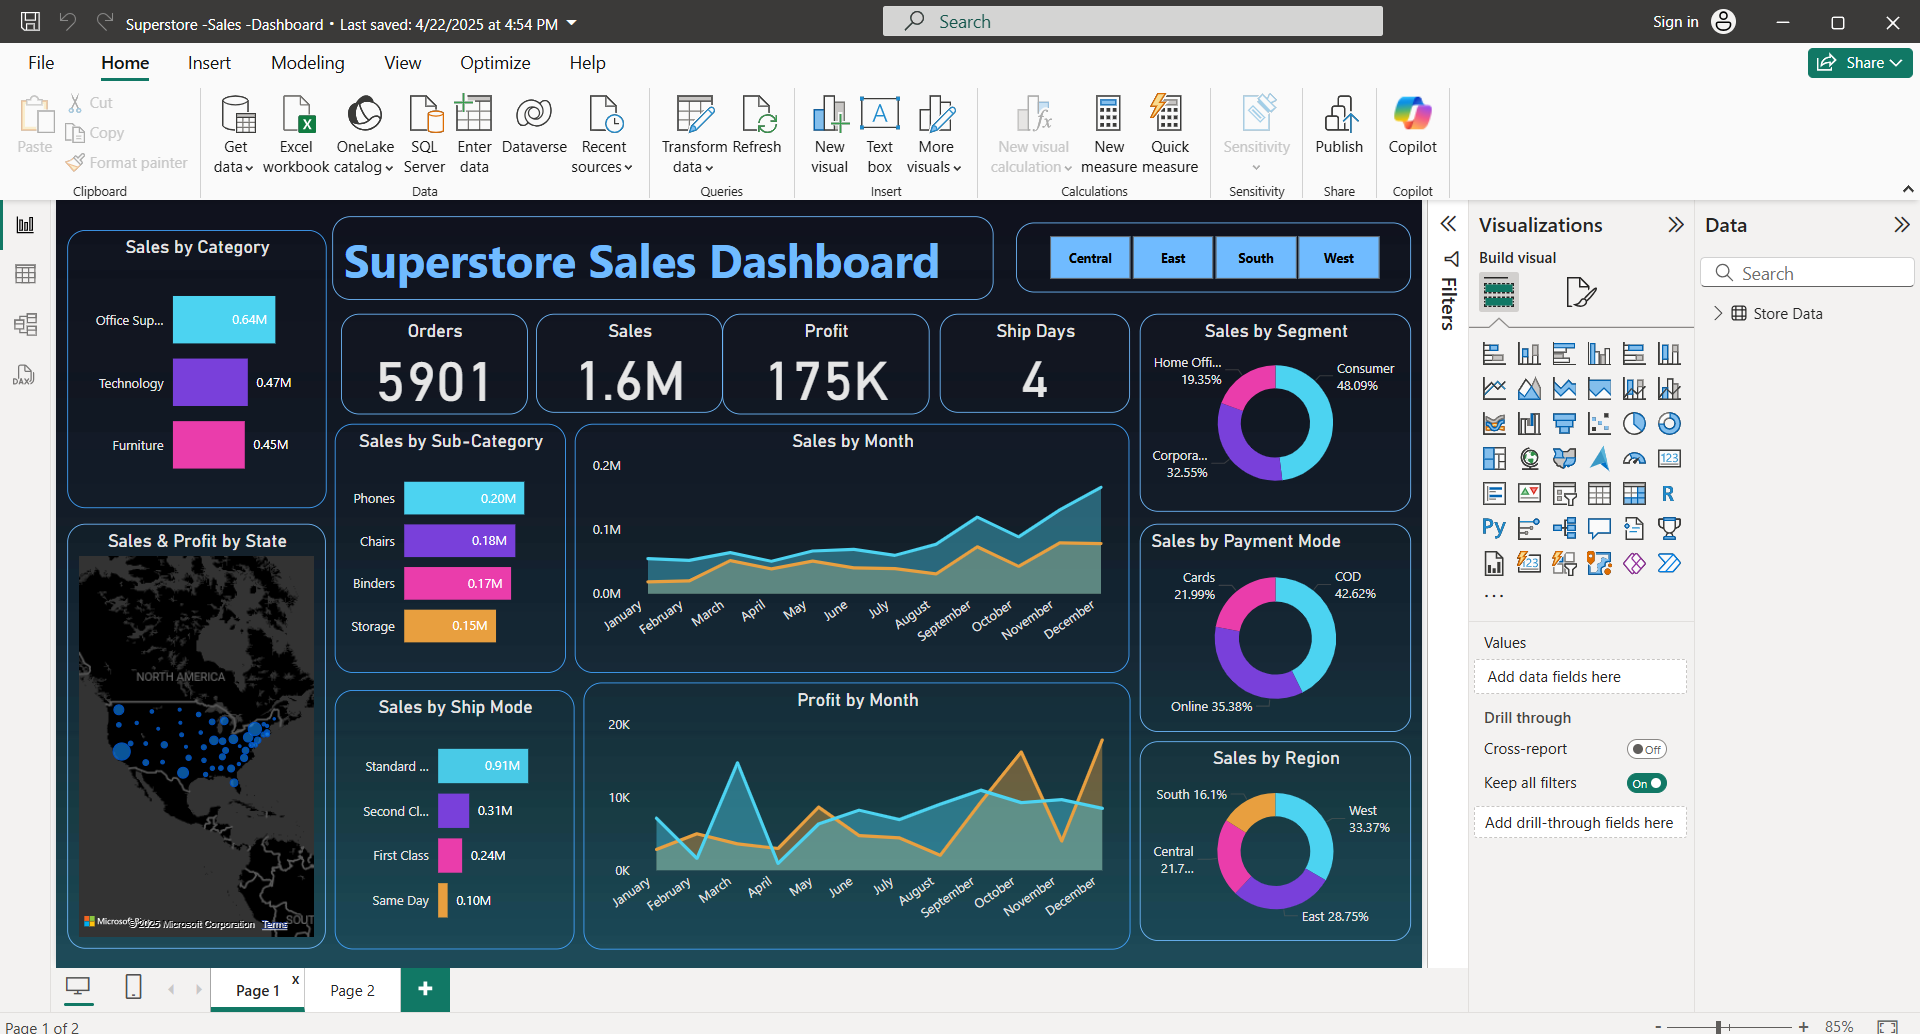 Superstore -Sales -Dashboard • Last saved: 4/22/2025 at 4:54 PM
Search
Sign in
File
Home
Insert
Modeling
View
Optimize
Help
Share
Paste
Cut
Copy
Format painter
Clipboard
Get
data
Excel
workbook
OneLake
catalog
SQL
Server
Enter
data
Dataverse
Recent
sources
Data
Transform
data
Refresh
Queries
New
visual
Text
box
More
visuals
Insert
New visual
calculation
New
measure
Quick
measure
Calculations
Sensitivity
Sensitivity
Publish
Share
Copilot
Copilot
DAX
Sales by Category
Office Sup... 0.64M
Technology 0.47M
Furniture 0.45M
Superstore Sales Dashboard
Central East South West
Orders
5901
Sales
1.6M
Profit
175K
Ship Days
4
Sales by Sub-Category
Phones 0.20M
Chairs 0.18M
Binders 0.17M
Storage 0.15M
Sales by Month
0.2M
0.1M
0.0M
January
February
March
April
May
June
July
August
September
October
November
December
Sales by Segment
Home Offi...
19.35%
Consumer
48.09%
Corpora...
32.55%
Sales & Profit by State
NORTH AMERICA
© 2025 Microsoft Corporation Terms
Sales by Ship Mode
Standard ... 0.91M
Second Cl... 0.31M
First Class 0.24M
Same Day 0.10M
Profit by Month
20K
10K
0K
January
February
March
April
May
June
July
August
September
October
November
December
Sales by Payment Mode
Cards
21.99%
COD
42.62%
Online 35.38%
Sales by Region
South 16.1%
West
33.37%
Central
21.7...
East 28.75%
Filters
Visualizations
Build visual
123
R
Py
123
...
Values
Add data fields here
Drill through
Cross-report
Off
Keep all filters
On
Add drill-through fields here
Data
Search
Store Data
Page 1
x
Page 2
+
Page 1 of 2
- + 85%